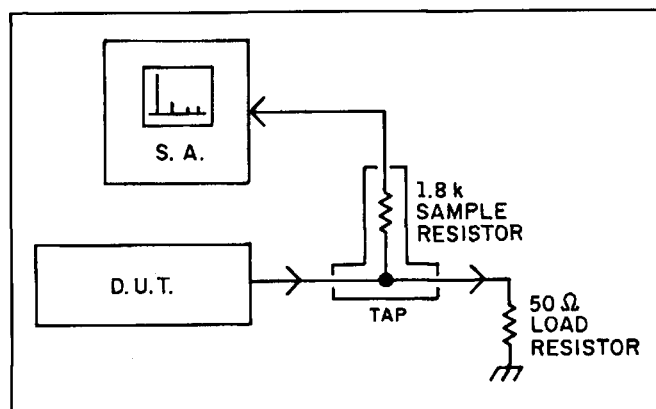 S. A.
1.8 k
SAMPLE
RESISTOR
D.U.T.
TAP
50 Ω
LOAD
RESISTOR